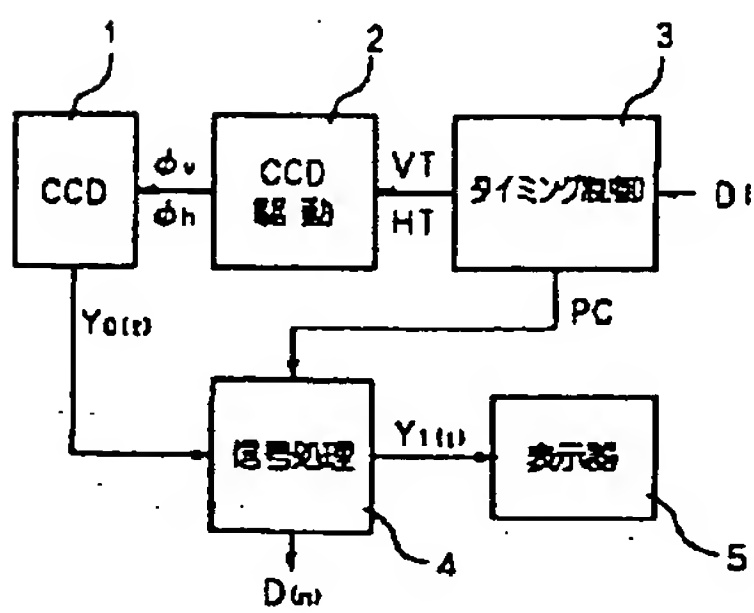 1
2
3
CCD
φv
φh
CCD
駆動
VT
HT
タイミング制御
Y0(t)
PC
信号処理
Y1(t)
表示器
4
5
D(n)